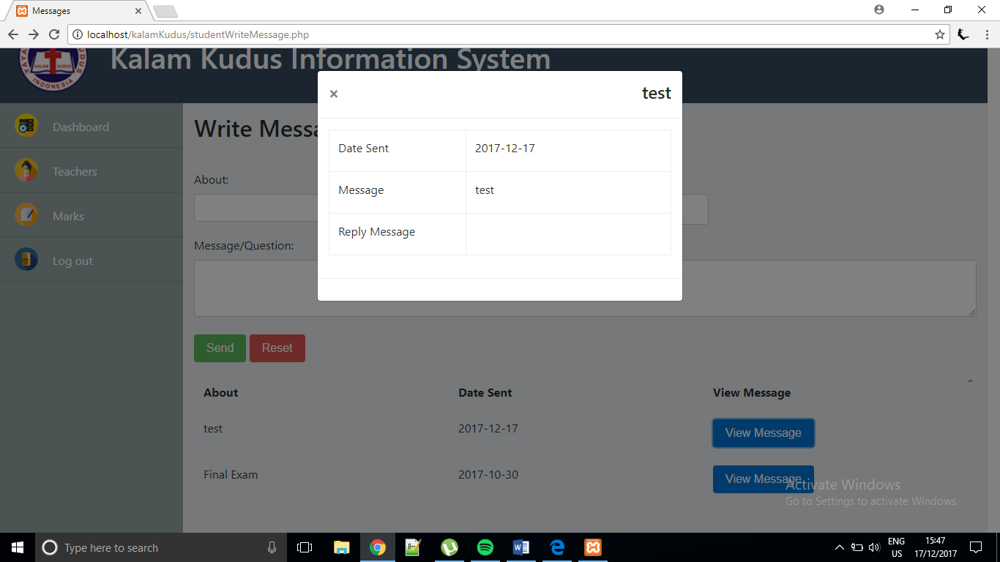 Messages
localhost/kalamKudus/studentWriteMessage.php
KALAM KUDUS
INDONESIA
Kalam Kudus Information System
× test
Dashboard
Teachers
Marks
Log out
Date Sent 2017-12-17
Message test
Reply Message
About:
Message/Question:
Send Reset
About Date Sent View Message
test 2017-12-17 View Message
Final Exam 2017-10-30 View Message
Activate Windows
Go to Settings to activate Windows.
Type here to search
ENG 15:47
US 17/12/2017